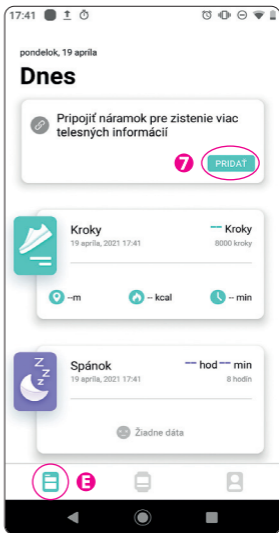 17:41
pondelok, 19 apríla
Dnes
Pripojiť náramok pre zistenie viac
telesných informácií
7 PRIDAŤ
Kroky -- Kroky
19 apríla, 2021 17:41 8000 kroky
--m -- kcal -- min
Z Z Z
Spánok -- hod -- min
19 apríla, 2021 17:41 8 hodín
Žiadne dáta
E